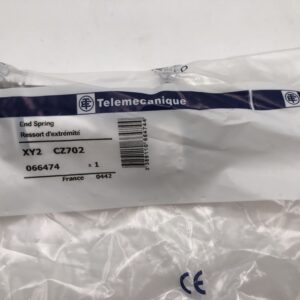 Telemecanique
End Spring
Ressort d'extrémité
XY2 CZ702
066474 x 1
France 0442
CE